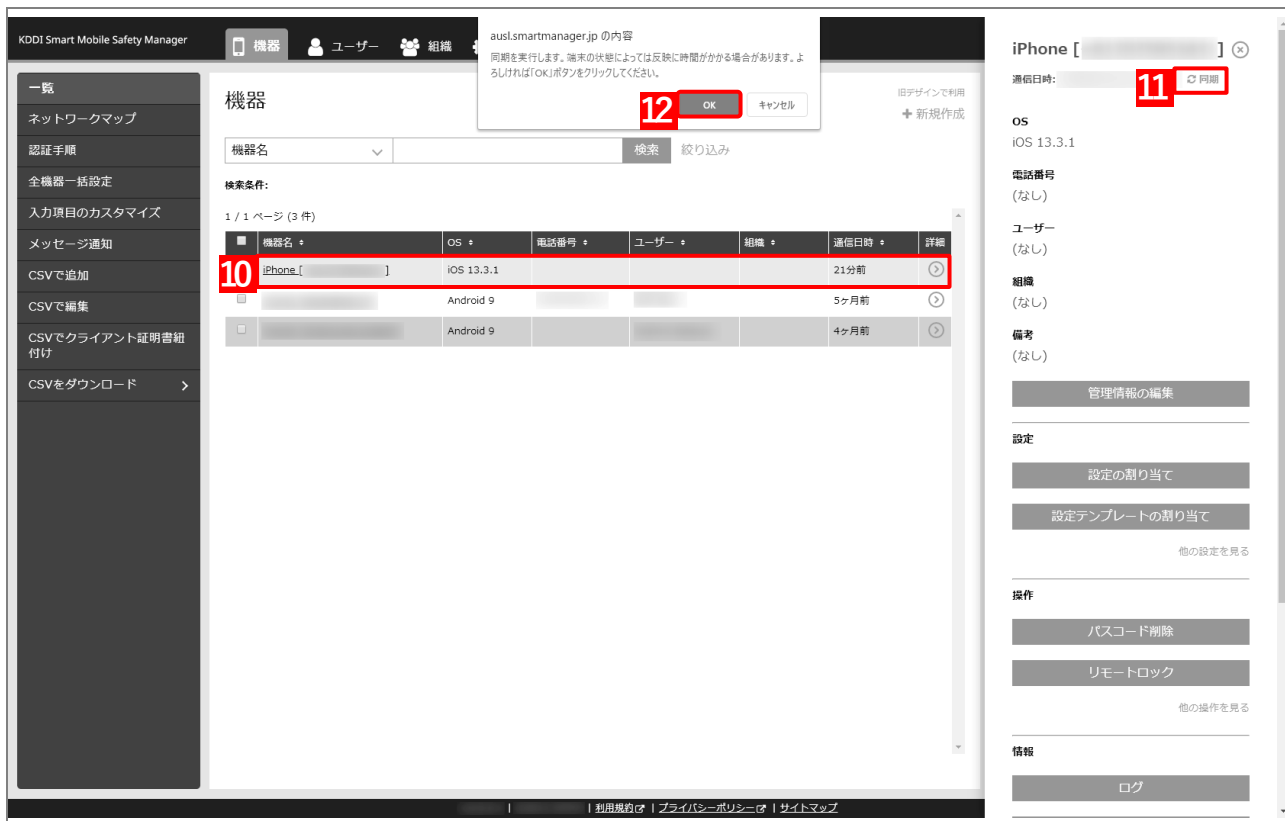 KDDI Smart Mobile Safety Manager
機器
ユーザー
組織
ausl.smartmanager.jp の内容
同期を実行します。端末の状態によっては反映に時間がかかる場合があります。よ
ろしければ「OK」ボタンをクリックしてください。
12
OK
キャンセル
一覧
ネットワークマップ
認証手順
全機器一括設定
入力項目のカスタマイズ
メッセージ通知
CSVで追加
CSVで編集
CSVでクライアント証明書紐
付け
CSVをダウンロード
機器
旧デザインで利用
新規作成
機器名
検索
絞り込み
検索条件:
1 / 1 ページ (3 件)
機器名 OS 電話番号 ユーザー 組織 通信日時 詳細
10
iPhone [ ] iOS 13.3.1 21分前
Android 9 5ヶ月前
Android 9 4ヶ月前
iPhone [ ]
通信日時:
11
同期
OS
iOS 13.3.1
電話番号
(なし)
ユーザー
(なし)
組織
(なし)
備考
(なし)
管理情報の編集
設定
設定の割り当て
設定テンプレートの割り当て
他の設定を見る
操作
パスコード削除
リモートロック
他の操作を見る
情報
ログ
| | 利用規約 | プライバシーポリシー | サイトマップ